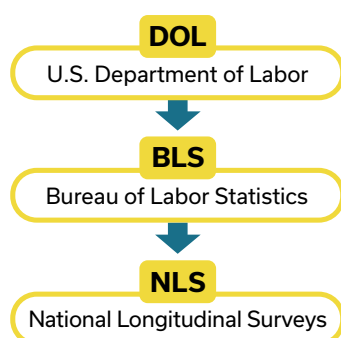 DOL
U.S. Department of Labor
BLS
Bureau of Labor Statistics
NLS
National Longitudinal Surveys